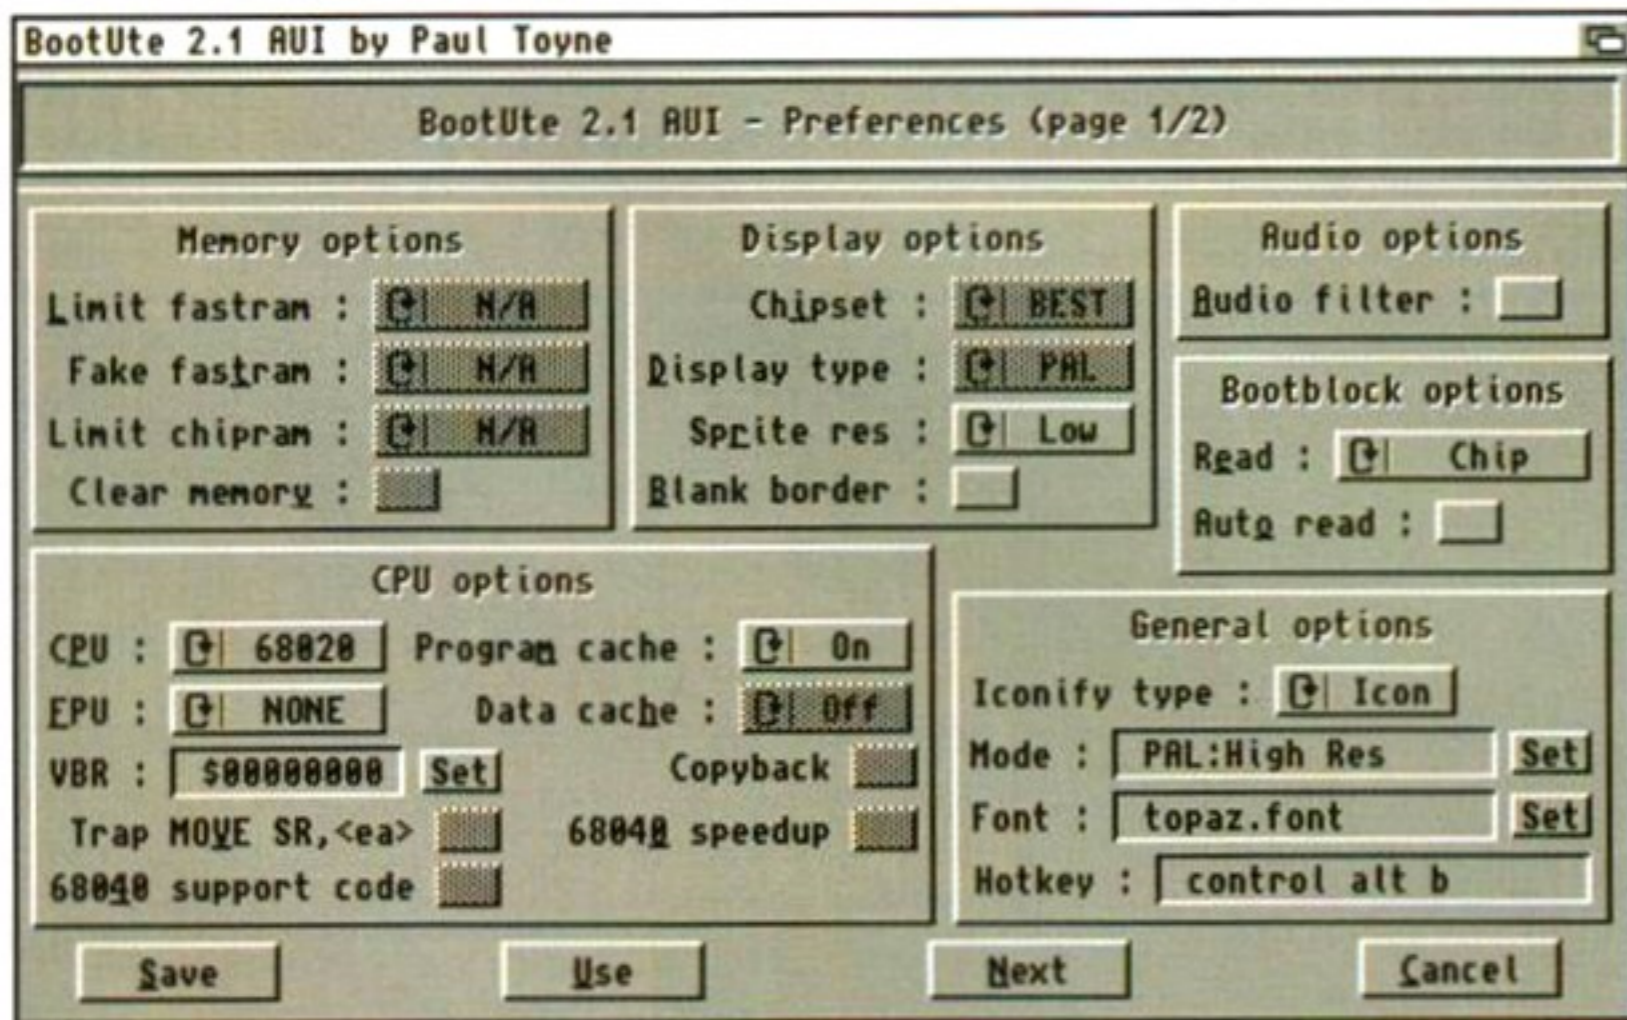 BootUte 2.1 AUI by Paul Toyne
BootUte 2.1 AUI - Preferences (page 1/2)
Memory options
Limit fastram : N/A
Fake fastram : N/A
Limit chipram : N/A
Clear memory :
Display options
Chipset : BEST
Display type : PAL
Sprite res : Low
Blank border :
Audio options
Audio filter :
Bootblock options
Read : Chip
Auto read :
CPU options
CPU : 68020 Program cache : On
FPU : NONE Data cache : Off
VBR : $00000000 Set Copyback
Trap MOVE SR,<ea> 68040 speedup
68040 support code
General options
Iconify type : Icon
Mode : PAL:High Res Set
Font : topaz.font Set
Hotkey : control alt b
Save Use Next Cancel